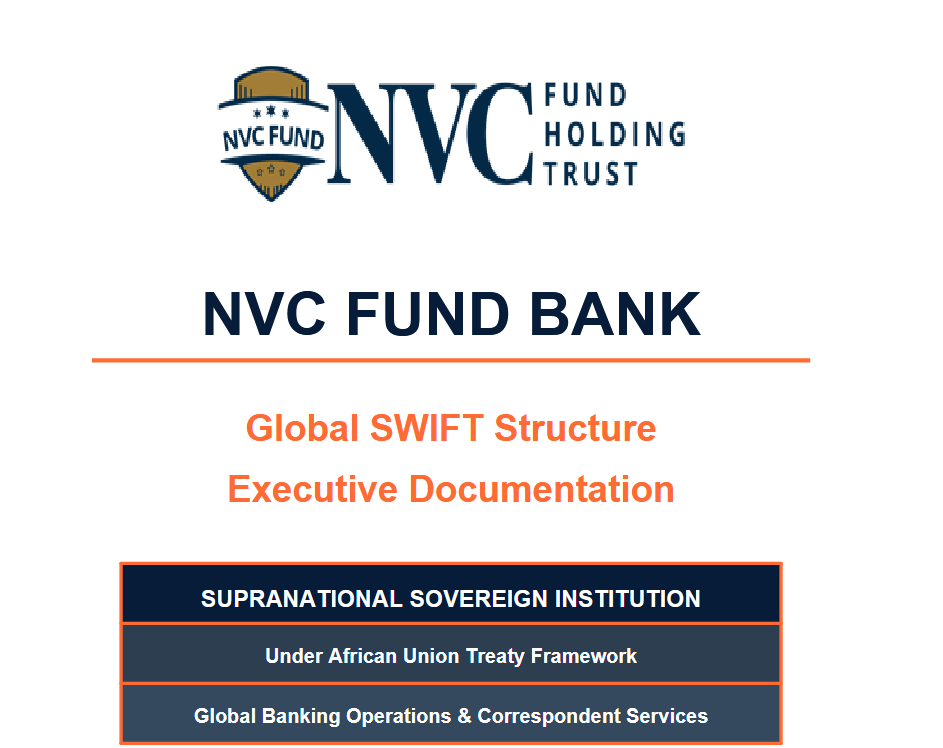 NVC FUND
NVC
FUND
HOLDING
TRUST
NVC FUND BANK
Global SWIFT Structure
Executive Documentation
SUPRANATIONAL SOVEREIGN INSTITUTION
Under African Union Treaty Framework
Global Banking Operations & Correspondent Services